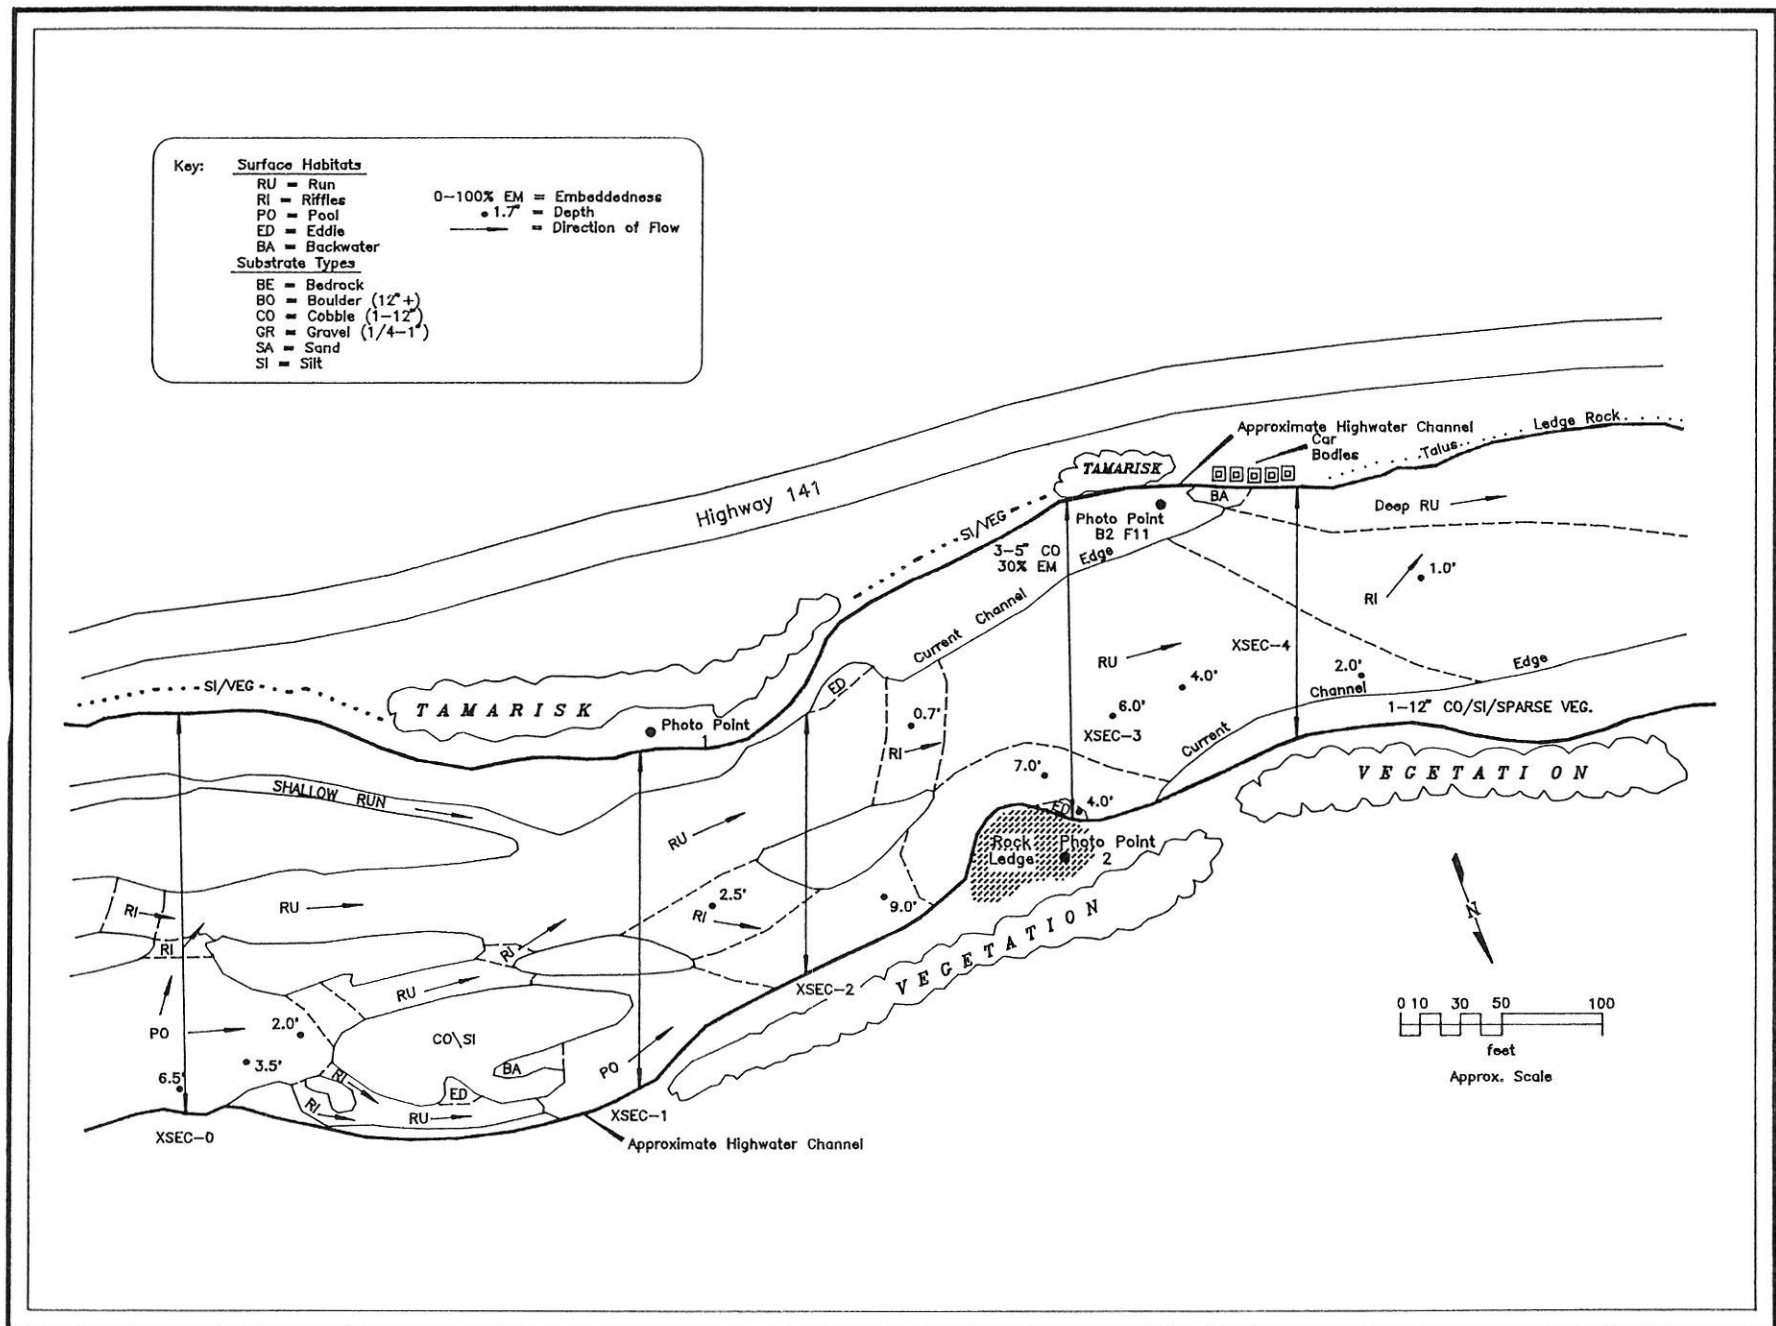 Key: Surface Habitats
RU = Run
RI = Riffles
PO = Pool
ED = Eddie
BA = Backwater
Substrate Types
BE = Bedrock
BO = Boulder (12"+)
CO = Cobble (1-12")
GR = Gravel (1/4-1")
SA = Sand
SI = Silt
0-100% EM = Embeddedness
• 1.7' = Depth
= Direction of Flow
Approximate Highwater Channel
Car
Bodies
Talus
Ledge Rock
TAMARISK
BA
Deep RU
Highway 141
SI/VEG
Photo Point
B2 F11
3-5" CO
30% EM
Edge
1.0'
RI
Current Channel
RU
XSEC-4
4.0'
2.0'
Edge
Channel
Current
1-12" CO/SI/SPARSE VEG.
SI/VEG
TAMARISK
Photo Point
1
ED
0.7'
RI
6.0'
XSEC-3
7.0'
VEGETATION
SHALLOW RUN
RU
ED
4.0'
Rock
Ledge
Photo Point
2
RI
RU
2.5'
RI
9.0'
N
RI
RI
VEGETATION
RU
XSEC-2
PO
2.0'
CO\SI
0 10 30 50 100
feet
Approx. Scale
3.5'
6.5'
RI
BA
PO
ED
RI
RU
XSEC-1
XSEC-0
Approximate Highwater Channel